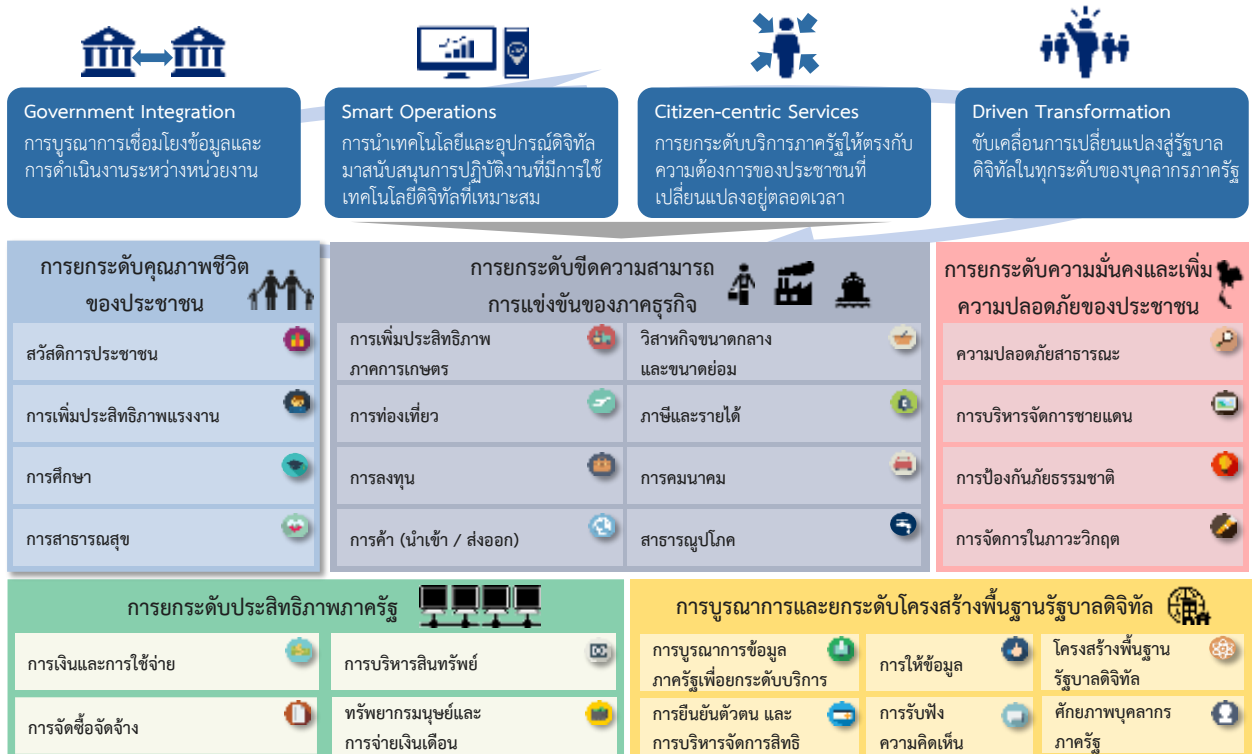 Government Integration
การบูรณาการเชื่อมโยงข้อมูลและ
การดำเนินงานระหว่างหน่วยงาน
Smart Operations
การนำเทคโนโลยีและอุปกรณ์ดิจิทัล
มาสนับสนุนการปฏิบัติงานที่มีการใช้
เทคโนโลยีดิจิทัลที่เหมาะสม
Citizen-centric Services
การยกระดับบริการภาครัฐให้ตรงกับ
ความต้องการของประชาชนที่
เปลี่ยนแปลงอยู่ตลอดเวลา
Driven Transformation
ขับเคลื่อนการเปลี่ยนแปลงสู่รัฐบาล
ดิจิทัลในทุกระดับของบุคลากรภาครัฐ
การยกระดับคุณภาพชีวิต
ของประชาชน
สวัสดิการประชาชน
การเพิ่มประสิทธิภาพแรงงาน
การศึกษา
การสาธารณสุข
การยกระดับขีดความสามารถ
การแข่งขันของภาคธุรกิจ
การเพิ่มประสิทธิภาพ
ภาคการเกษตร
วิสาหกิจขนาดกลาง
และขนาดย่อม
การท่องเที่ยว
ภาษีและรายได้
การลงทุน
การคมนาคม
การค้า (นำเข้า / ส่งออก)
สาธารณูปโภค
การยกระดับความมั่นคงและเพิ่ม
ความปลอดภัยของประชาชน
ความปลอดภัยสาธารณะ
การบริหารจัดการชายแดน
การป้องกันภัยธรรมชาติ
การจัดการในภาวะวิกฤต
การยกระดับประสิทธิภาพภาครัฐ
การเงินและการใช้จ่าย
การบริหารสินทรัพย์
การจัดซื้อจัดจ้าง
ทรัพยากรมนุษย์และ
การจ่ายเงินเดือน
การบูรณาการและยกระดับโครงสร้างพื้นฐานรัฐบาลดิจิทัล
การบูรณาการข้อมูล
ภาครัฐเพื่อยกระดับบริการ
การให้ข้อมูล
โครงสร้างพื้นฐาน
รัฐบาลดิจิทัล
การยืนยันตัวตน และ
การบริหารจัดการสิทธิ
การรับฟัง
ความคิดเห็น
ศักยภาพบุคลากร
ภาครัฐ